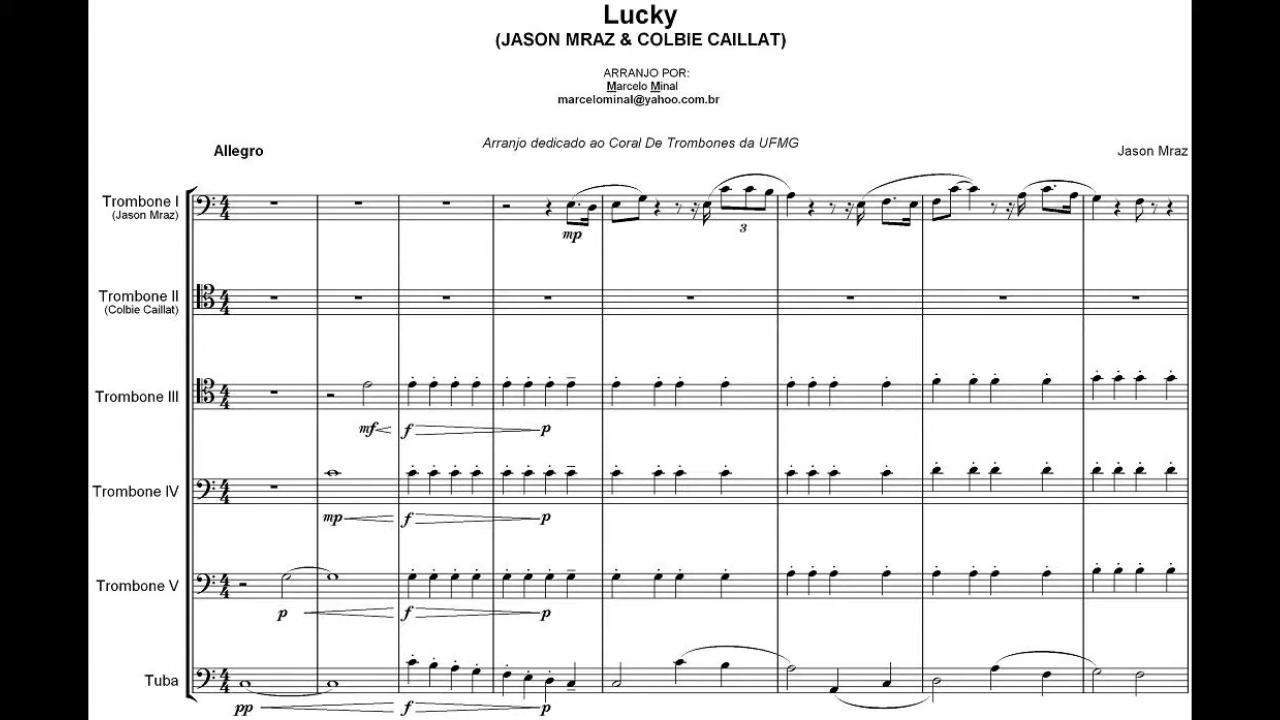 Lucky
(JASON MRAZ & COLBIE CAILLAT)
ARRANJO POR:
Marcelo Minal
marcelominal@yahoo.com.br
Arranjo dedicado ao Coral De Trombones da UFMG
Allegro
Jason Mraz
Trombone I
(Jason Mraz)
mp
3
Trombone II
(Colbie Caillat)
Trombone III
mf f p
Trombone IV
mp f p
Trombone V
p f p
Tuba
pp f p